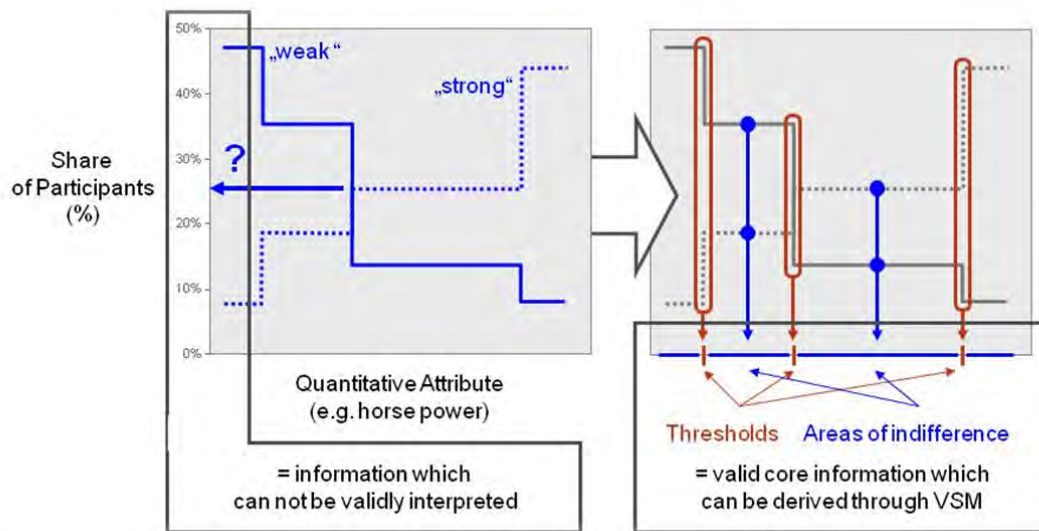 50%
40%
30%
20%
10%
0%
„weak“
„strong“
?
Share
of Participants
(%)
Quantitative Attribute
(e.g. horse power)
= information which
can not be validly interpreted
Thresholds
Areas of indifference
= valid core information which
can be derived through VSM